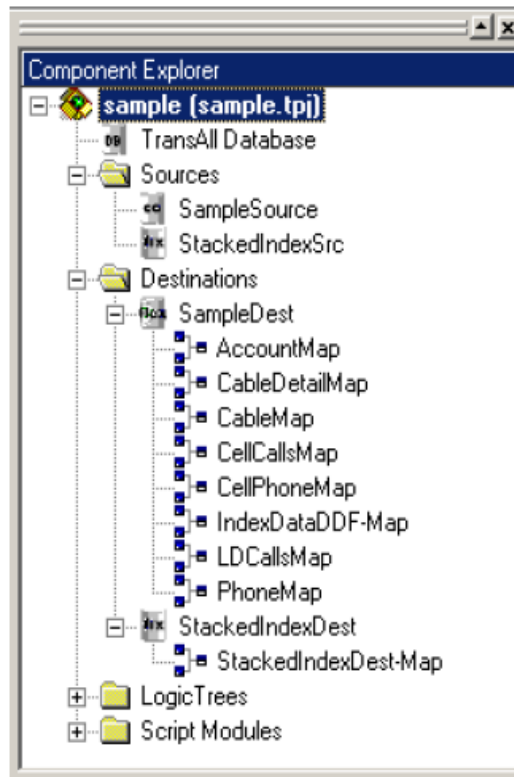 Component Explorer
sample (sample.tpj)
TransAll Database
Sources
SampleSource
StackedIndexSrc
Destinations
SampleDest
AccountMap
CableDetailMap
CableMap
CellCallsMap
CellPhoneMap
IndexDataDDF-Map
LDCallsMap
PhoneMap
StackedIndexDest
StackedIndexDest-Map
LogicTrees
Script Modules